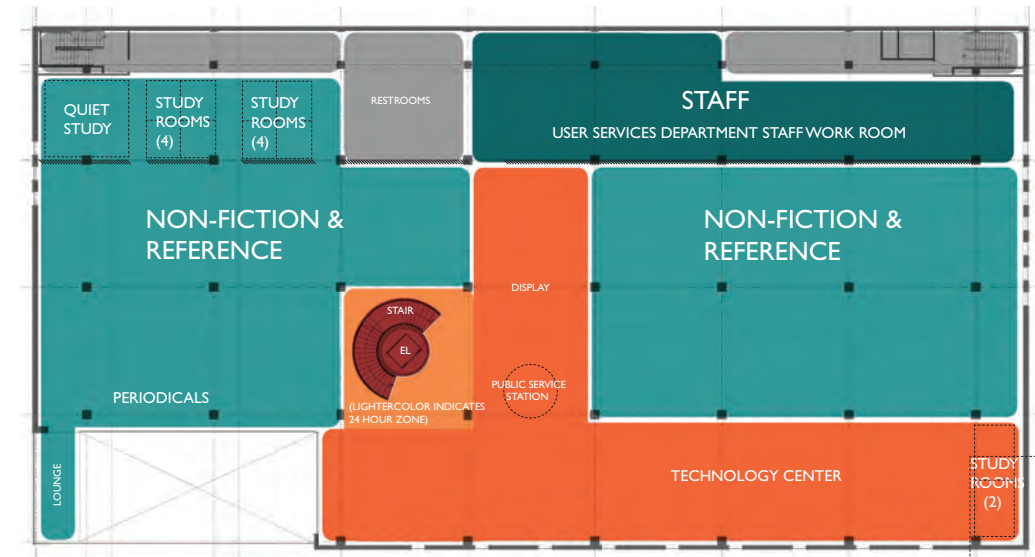 QUIET
STUDY
STUDY
ROOMS
(4)
STUDY
ROOMS
(4)
RESTROOMS
STAFF
USER SERVICES DEPARTMENT STAFF WORK ROOM
NON-FICTION &
REFERENCE
NON-FICTION &
REFERENCE
DISPLAY
STAIR
EL
PUBLIC SERVICE
STATION
PERIODICALS
(LIGHTERCOLOR INDICATES
24 HOUR ZONE)
LOUNGE
TECHNOLOGY CENTER
STUDY
ROOMS
(2)